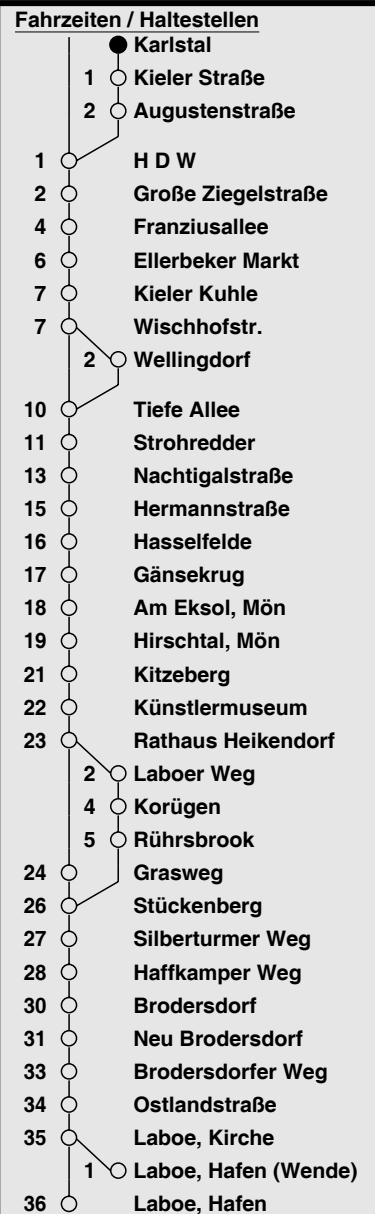 Fahrzeiten / Haltestellen
Karlstal
1 Kieler Straße
2 Augustenstraße
1 H D W
2 Große Ziegelstraße
4 Franziusallee
6 Ellerbeker Markt
7 Kieler Kuhle
7 Wischhofstr.
2 Wellingdorf
10 Tiefe Allee
11 Strohredder
13 Nachtigalstraße
15 Hermannstraße
16 Hasselfelde
17 Gänsekrug
18 Am Eksol, Mön
19 Hirschtal, Mön
21 Kitzeberg
22 Künstlermuseum
23 Rathaus Heikendorf
2 Laboer Weg
4 Korügen
5 Rührsbrook
24 Grasweg
26 Stückenberg
27 Silberturmer Weg
28 Haffkamper Weg
30 Brodersdorf
31 Neu Brodersdorf
33 Brodersdorfer Weg
34 Ostlandstraße
35 Laboe, Kirche
1 Laboe, Hafen (Wende)
36 Laboe, Hafen